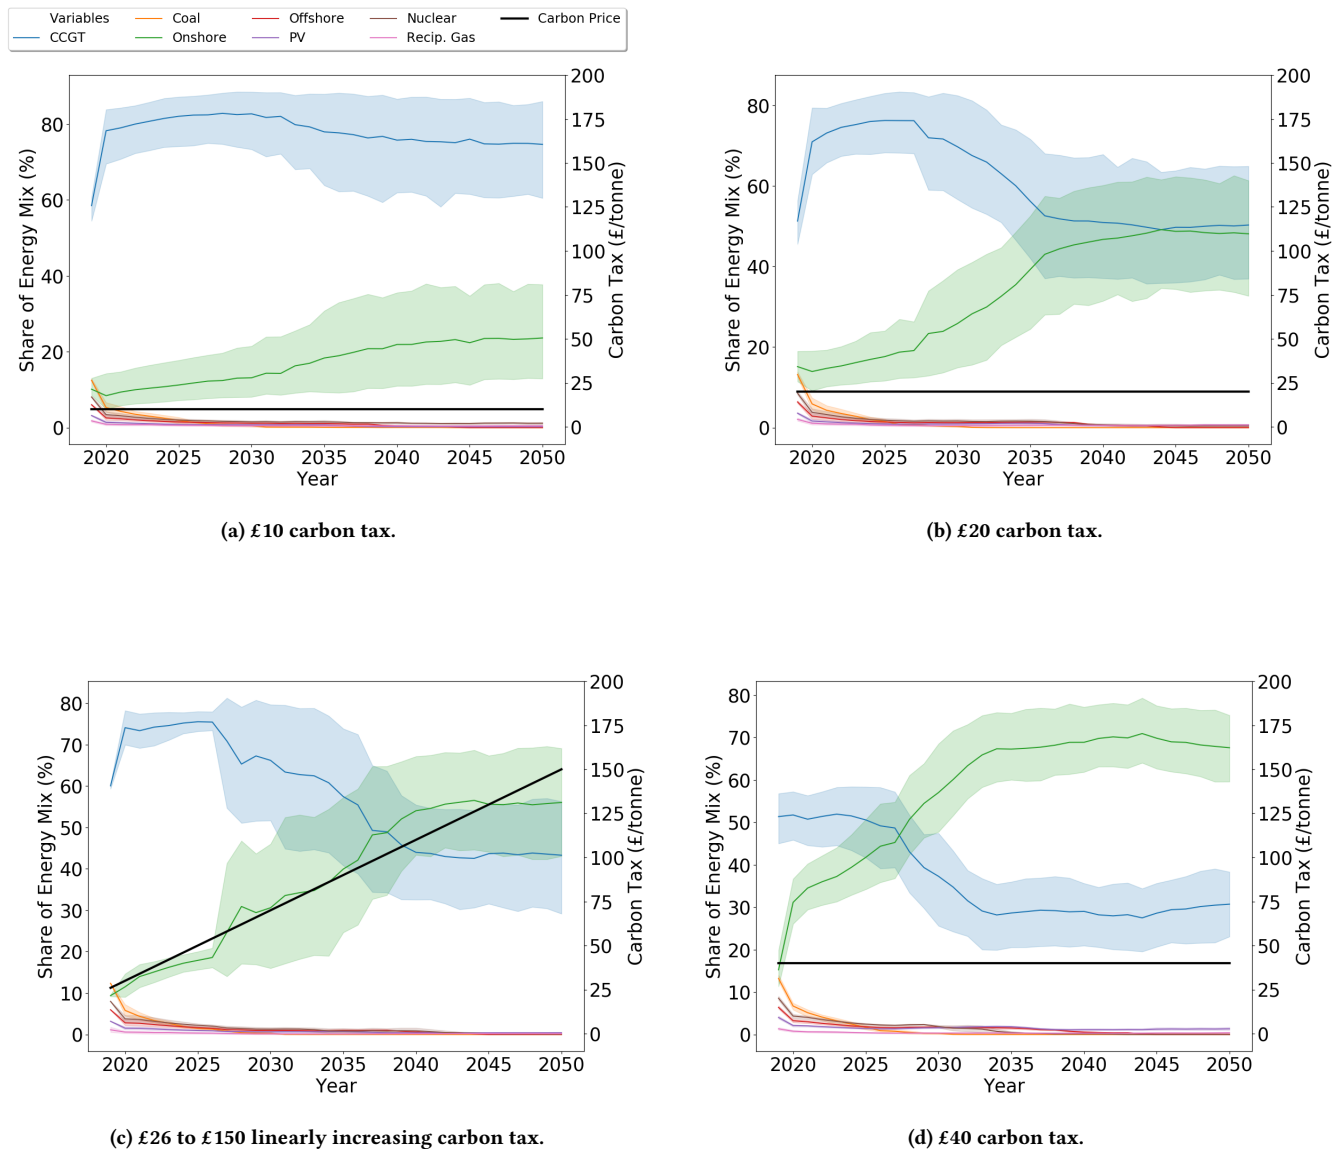 Variables Coal Offshore Nuclear Carbon Price
CCGT Onshore PV Recip. Gas
Share of Energy Mix (%)
80
60
40
20
0
200
175
150
125
100
75
50
25
0
Carbon Tax (£/tonne)
2020 2025 2030 2035 2040 2045 2050
Year
(a) £10 carbon tax.
Share of Energy Mix (%)
80
60
40
20
0
200
175
150
125
100
75
50
25
0
Carbon Tax (£/tonne)
2020 2025 2030 2035 2040 2045 2050
Year
(b) £20 carbon tax.
Share of Energy Mix (%)
80
70
60
50
40
30
20
10
0
200
175
150
125
100
75
50
25
0
Carbon Tax (£/tonne)
2020 2025 2030 2035 2040 2045 2050
Year
(c) £26 to £150 linearly increasing carbon tax.
Share of Energy Mix (%)
80
70
60
50
40
30
20
10
0
200
175
150
125
100
75
50
25
0
Carbon Tax (£/tonne)
2020 2025 2030 2035 2040 2045 2050
Year
(d) £40 carbon tax.